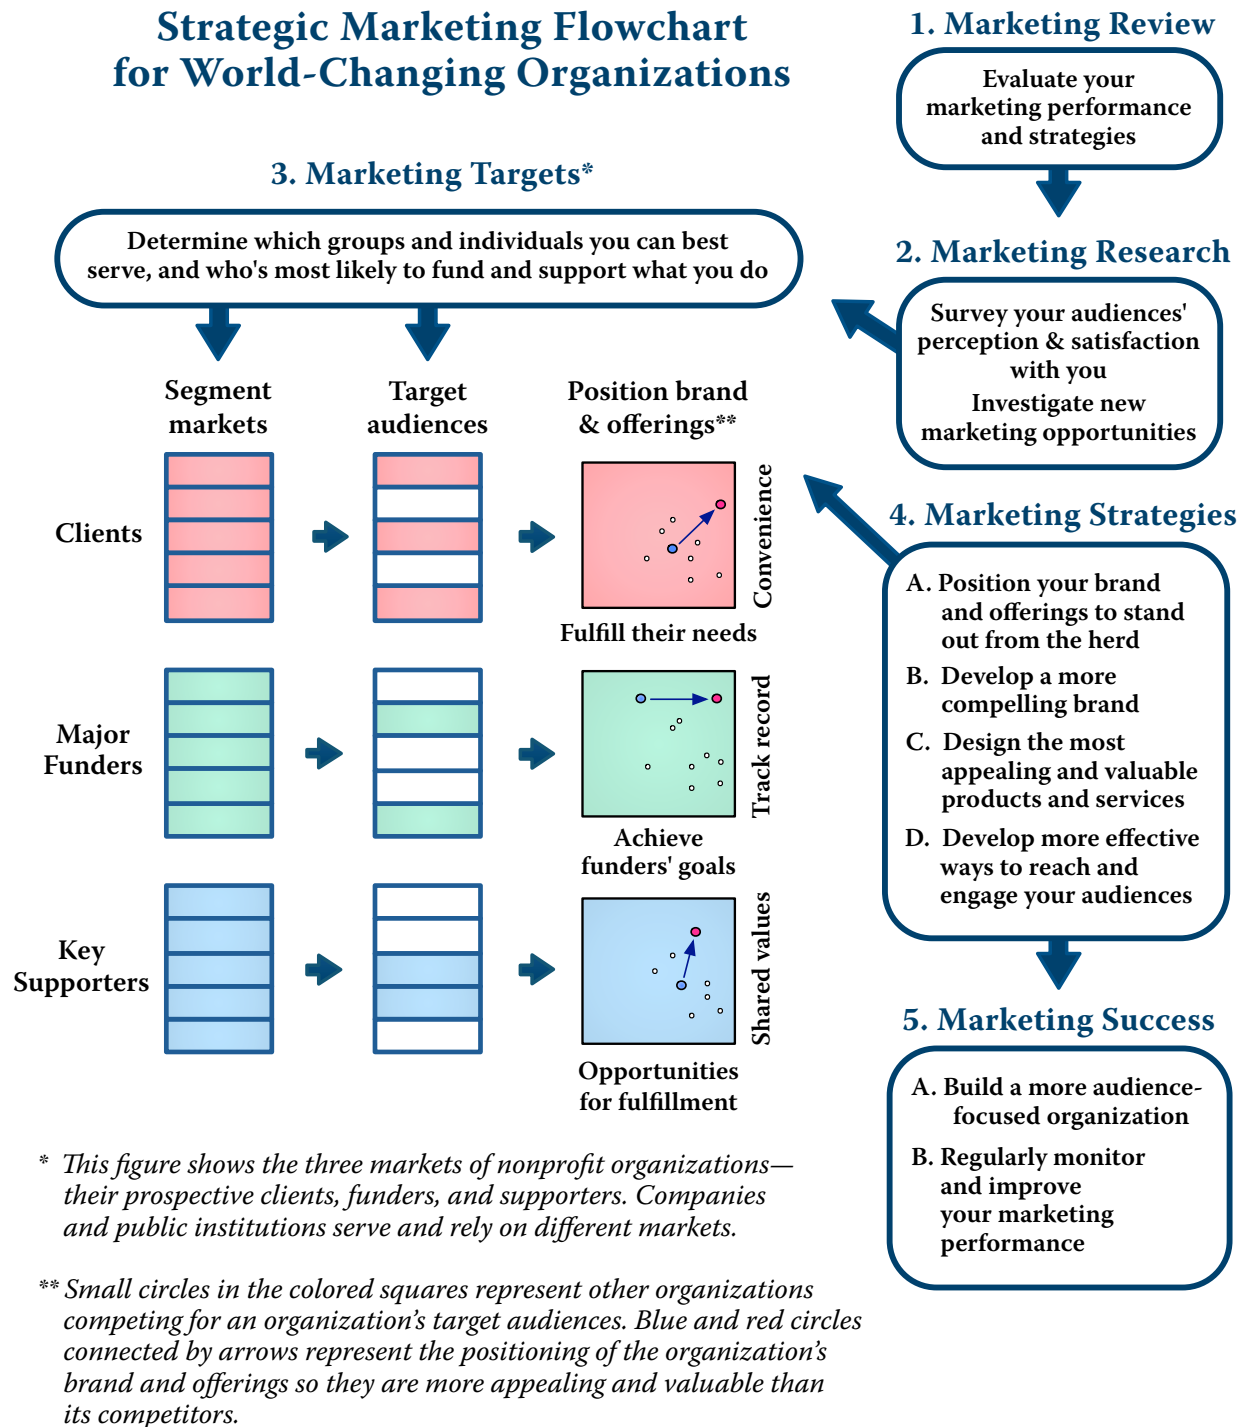 Strategic Marketing Flowchart
for World-Changing Organizations
1. Marketing Review
Evaluate your
marketing performance
and strategies
2. Marketing Research
Survey your audiences'
perception & satisfaction
with you
Investigate new
marketing opportunities
3. Marketing Targets*
Determine which groups and individuals you can best
serve, and who's most likely to fund and support what you do
Segment
markets
Target
audiences
Position brand
& offerings**
Clients
Convenience
Fulfill their needs
Major
Funders
Track record
Achieve
funders' goals
Key
Supporters
Shared values
Opportunities
for fulfillment
4. Marketing Strategies
A. Position your brand
and offerings to stand
out from the herd
B. Develop a more
compelling brand
C. Design the most
appealing and valuable
products and services
D. Develop more effective
ways to reach and
engage your audiences
5. Marketing Success
A. Build a more audience-
focused organization
B. Regularly monitor
and improve
your marketing
performance
* This figure shows the three markets of nonprofit organizations—
their prospective clients, funders, and supporters. Companies
and public institutions serve and rely on different markets.
** Small circles in the colored squares represent other organizations
competing for an organization’s target audiences. Blue and red circles
connected by arrows represent the positioning of the organization’s
brand and offerings so they are more appealing and valuable than
its competitors.